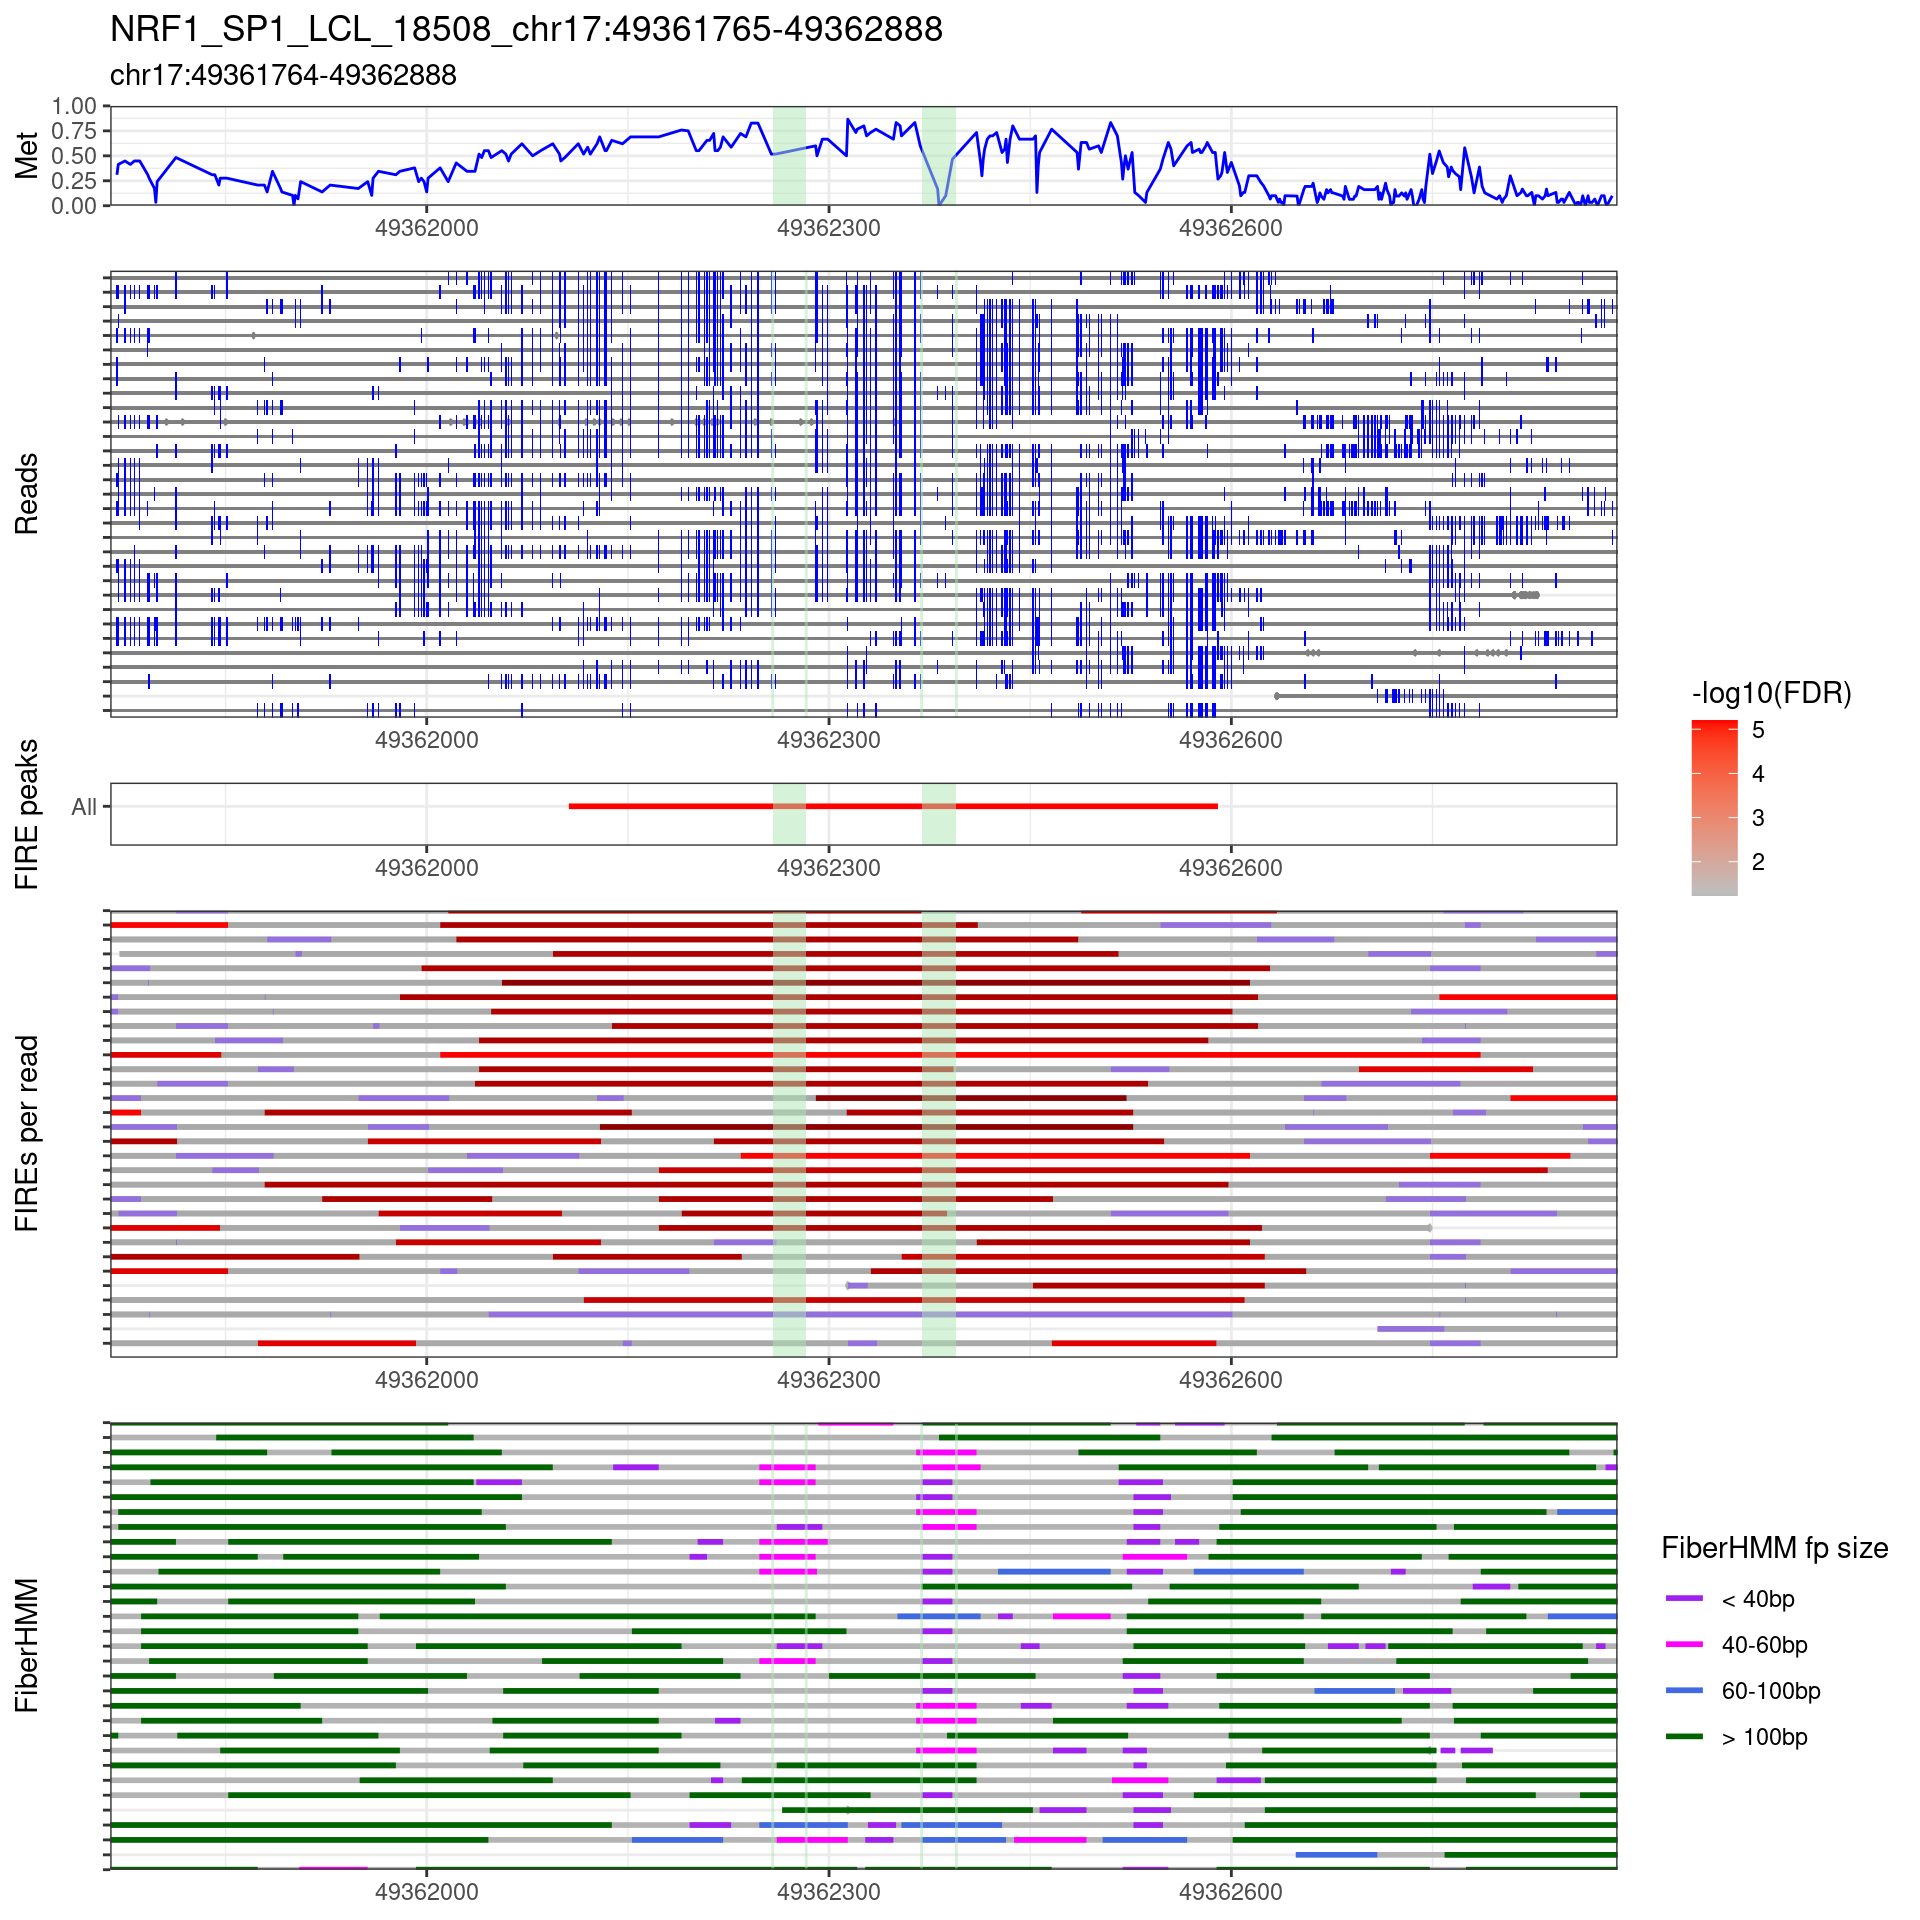 NRF1_SP1_LCL_18508_chr17:49361765-49362888
chr17:49361764-49362888
Met
1.00
0.75
0.50
0.25
0.00
49362000 49362300 49362600
Reads
49362000 49362300 49362600
FIRE peaks
All
49362000 49362300 49362600
-log10(FDR)
5
4
3
2
FIREs per read
49362000 49362300 49362600
FiberHMM
49362000 49362300 49362600
FiberHMM fp size
< 40bp
40-60bp
60-100bp
> 100bp